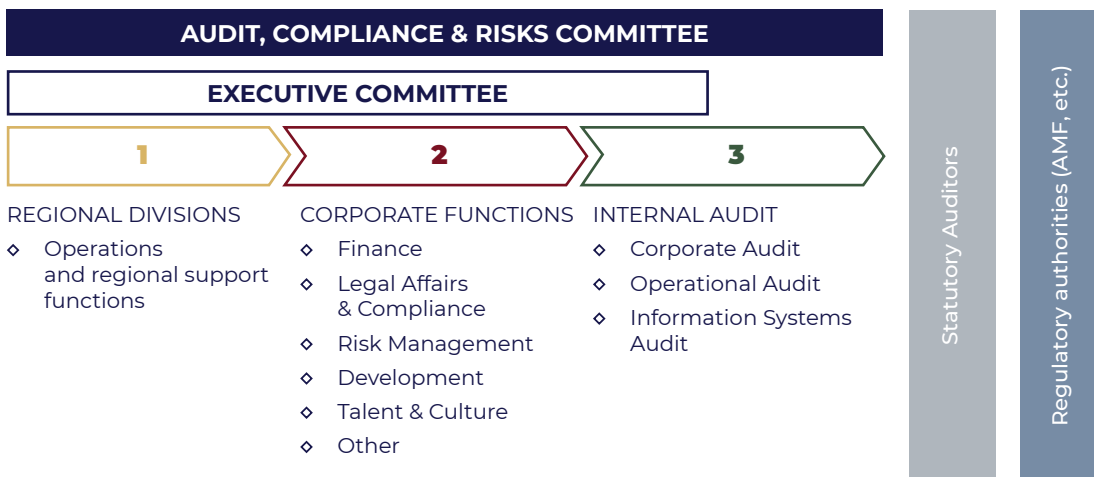 AUDIT, COMPLIANCE & RISKS COMMITTEE
EXECUTIVE COMMITTEE
1
2
3
REGIONAL DIVISIONS
◇ Operations
and regional support
functions
CORPORATE FUNCTIONS
◇ Finance
◇ Legal Affairs
& Compliance
◇ Risk Management
◇ Development
◇ Talent & Culture
◇ Other
INTERNAL AUDIT
◇ Corporate Audit
◇ Operational Audit
◇ Information Systems
Audit
Statutory Auditors
Regulatory authorities (AMF, etc.)